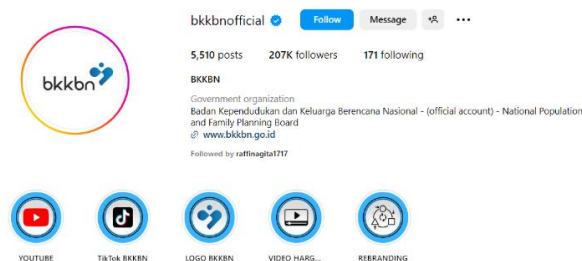 bkkbnofficial Follow Message
5,510 posts 207K followers 171 following
bkkbn
BKKBN
Government organization
Badan Kependudukan dan Keluarga Berencana Nasional - (official account) - National Population
and Family Planning Board
www.bkkbn.go.id
Followed by raffinagita1717
YOUTUBE TikTok BKKBN LOGO BKKBN VIDEO HARG... REBRANDING